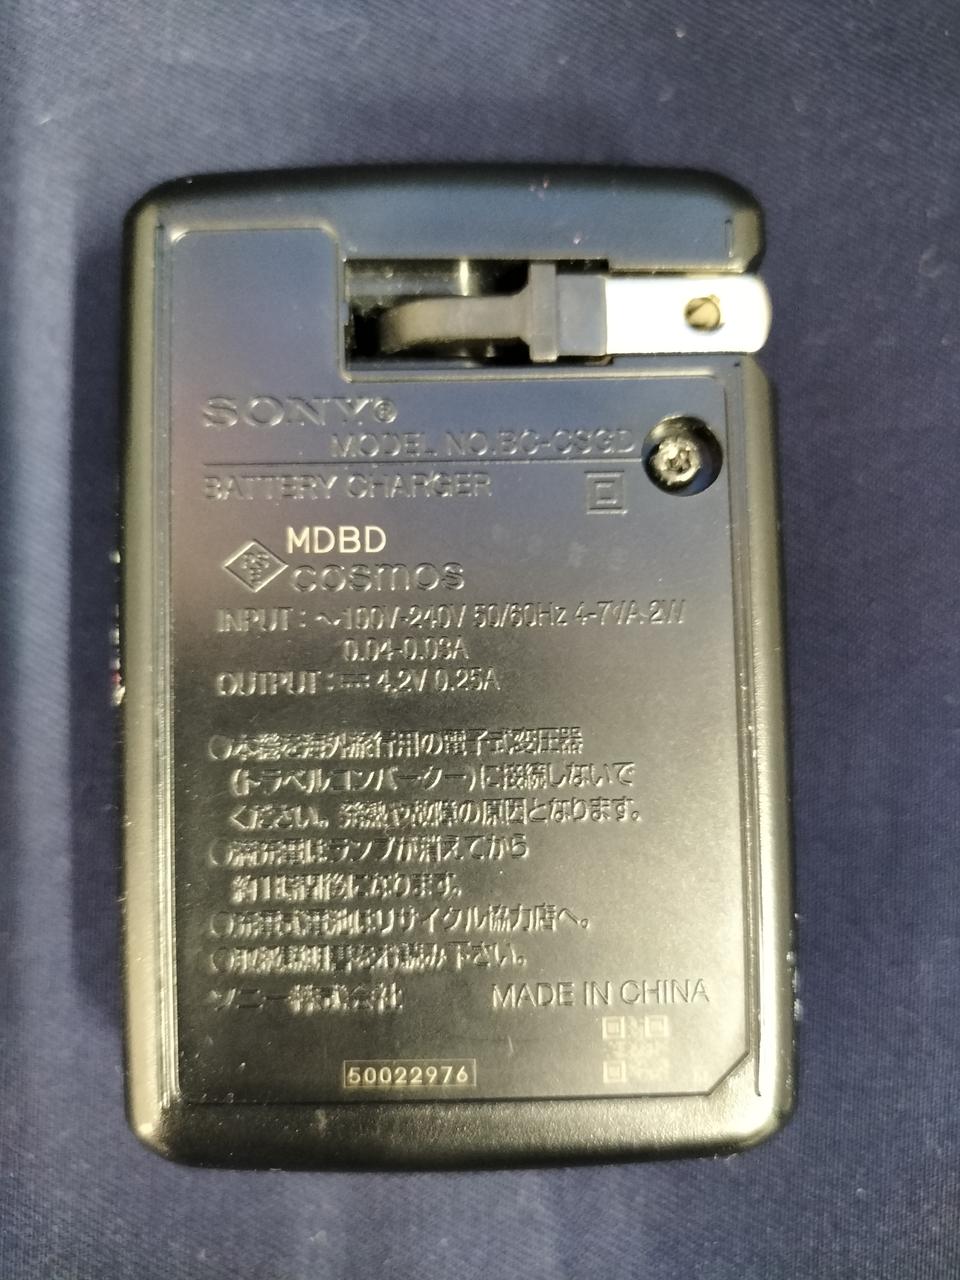 SONY®
MODEL NO.BC-CSGD
BATTERY CHARGER
MDBD
cosmos
INPUT : ～100V-240V 50/60Hz 4-7VA 2W
0.04-0.03A
OUTPUT : ⎓ 4.2V 0.25A
●本機を海外旅行用の電子式変圧器
(トラベルコンバーター)に接続しないで
ください。発熱や故障の原因となります。
●満充電はランプが消えてから
約1時間後になります。
●充電式電池はリサイクル協力店へ。
●取扱説明書をお読み下さい。
ソニー株式会社 MADE IN CHINA
50022976